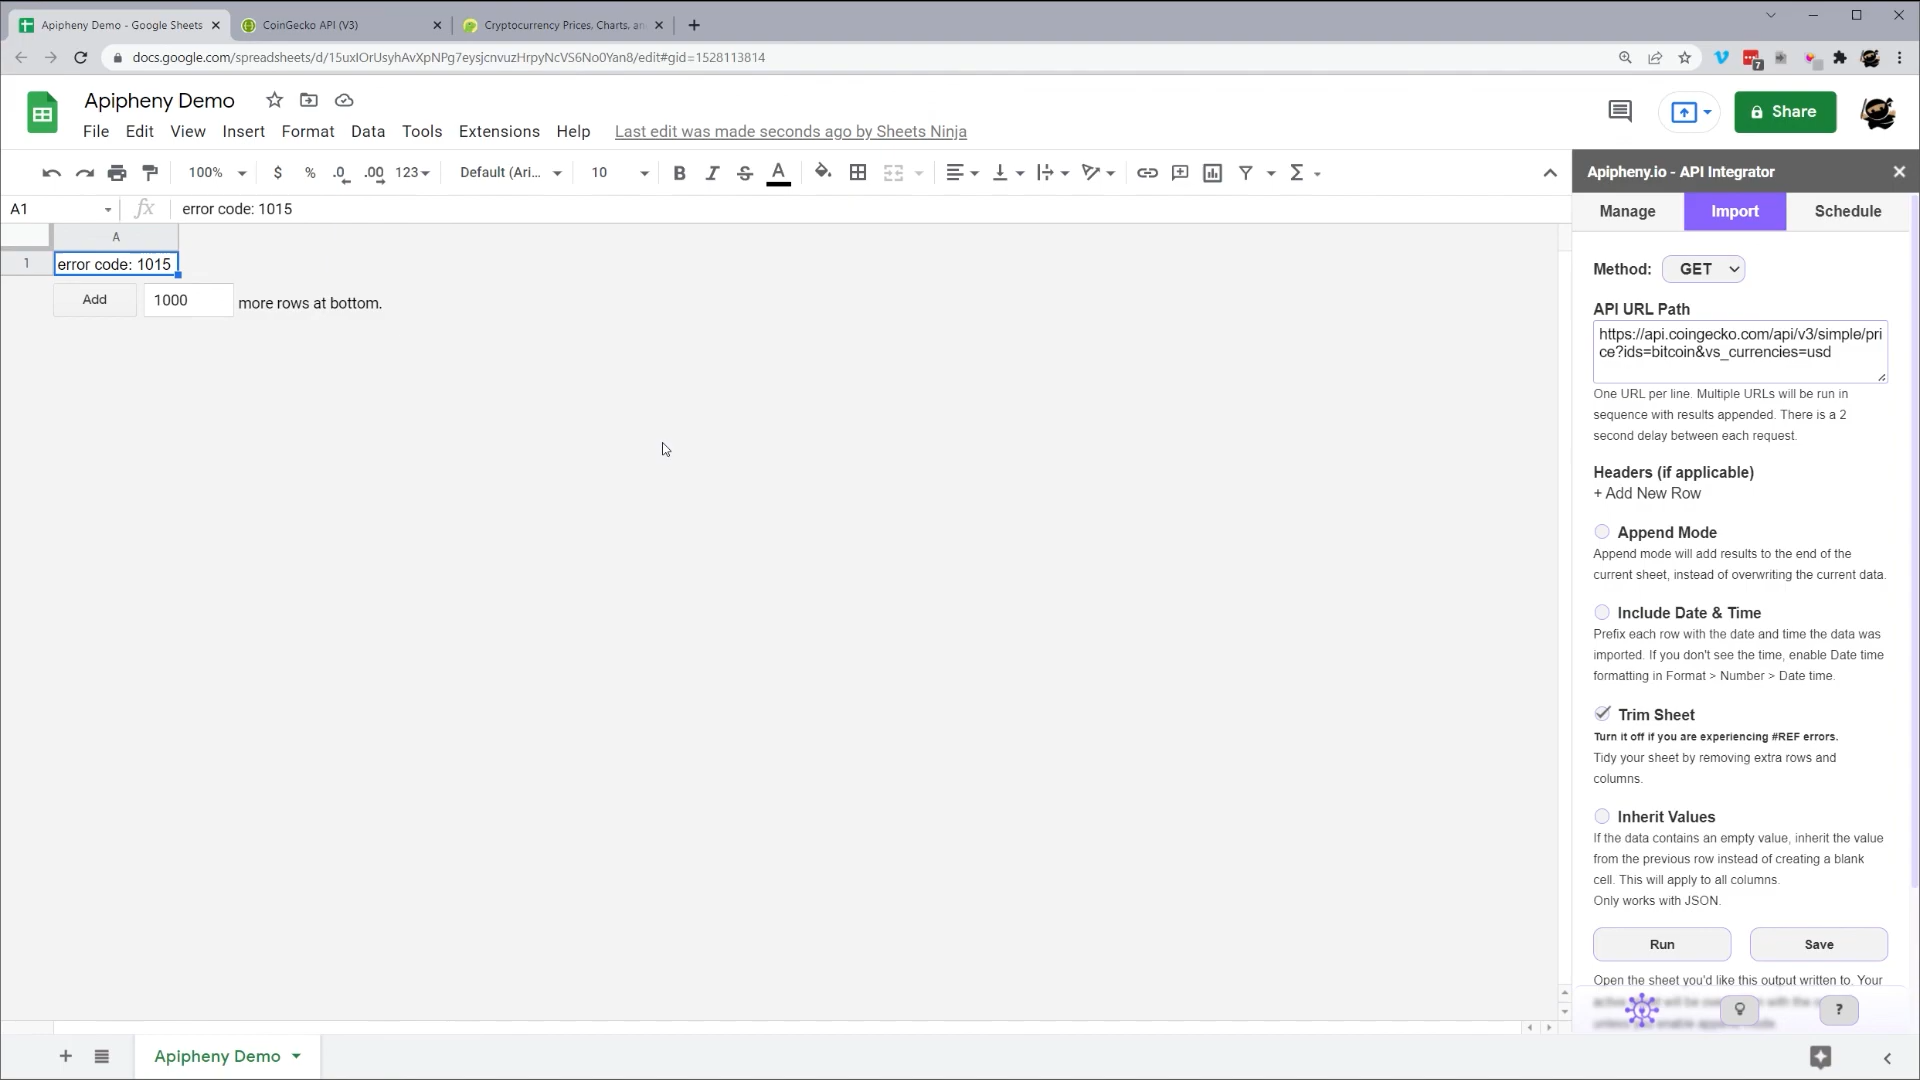 Apipheny Demo - Google Sheets
CoinGecko API (V3)
Cryptocurrency Prices, Charts, an
docs.google.com/spreadsheets/d/15uxIOrUsyhAvXpNPg7eysjcnvuzHrpyNcVS6No0Yan8/edit#gid=1528113814
7
Apipheny Demo
File Edit View Insert Format Data Tools Extensions Help Last edit was made seconds ago by Sheets Ninja
Share
100% $ % .0 .00 123 Default (Ari... 10 B I S A
A1 fx error code: 1015
A
1 error code: 1015
Add 1000 more rows at bottom.
Apipheny.io - API Integrator
Manage Import Schedule
Method: GET
API URL Path
https://api.coingecko.com/api/v3/simple/pri
ce?ids=bitcoin&vs_currencies=usd
One URL per line. Multiple URLs will be run in
sequence with results appended. There is a 2
second delay between each request.
Headers (if applicable)
+ Add New Row
Append Mode
Append mode will add results to the end of the
current sheet, instead of overwriting the current data.
Include Date & Time
Prefix each row with the date and time the data was
imported. If you don't see the time, enable Date time
formatting in Format > Number > Date time.
Trim Sheet
Turn it off if you are experiencing #REF errors.
Tidy your sheet by removing extra rows and
columns.
Inherit Values
If the data contains an empty value, inherit the value
from the previous row instead of creating a blank
cell. This will apply to all columns.
Only works with JSON.
Run Save
Open the sheet you'd like this output written to. Your
?
Apipheny Demo